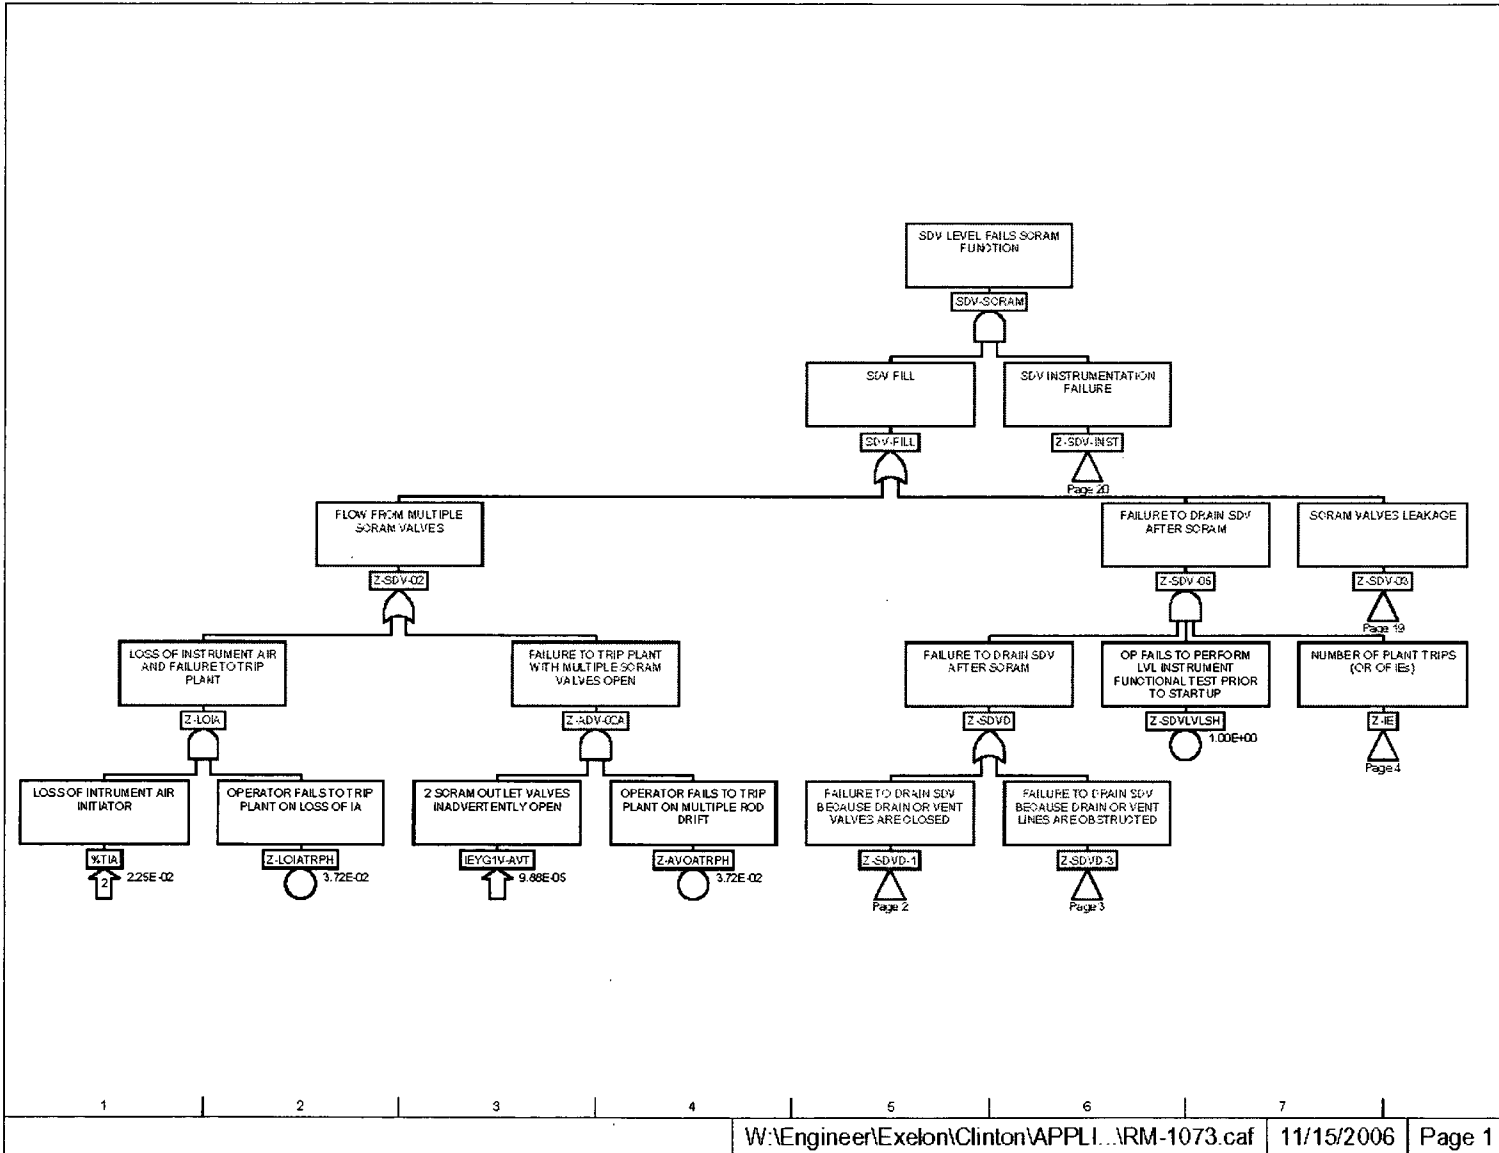 SDV LEVEL FAILS SCRAM
FUNCTION
SDV-SCRAM
SDV FILL
SDV INSTRUMENTATION
FAILURE
SDV-FILL
Z-SDV-INST
Page 20
FLOW FROM MULTIPLE
SCRAM VALVES
FAILURE TO DRAIN SDV
AFTER SCRAM
SCRAM VALVES LEAKAGE
Z-SDV-02
Z-SDV-05
Z-SDV-03
Page 19
LOSS OF INSTRUMENT AIR
AND FAILURE TO TRIP
PLANT
FAILURE TO TRIP PLANT
WITH MULTIPLE SCRAM
VALVES OPEN
FAILURE TO DRAIN SDV
AFTER SCRAM
OP FAILS TO PERFORM
LVL INSTRUMENT
FUNCTIONAL TEST PRIOR
TO STARTUP
NUMBER OF PLANT TRIPS
(OR OF IEs)
Z-LOIA
Z-ADV-CCA
Z-SDVD
Z-SDVLVLSH
1.00E+00
Z-IE
Page 4
LOSS OF INTRUMENT AIR
INITIATOR
OPERATOR FAILS TO TRIP
PLANT ON LOSS OF IA
2 SCRAM OUTLET VALVES
INADVERTENTLY OPEN
OPERATOR FAILS TO TRIP
PLANT ON MULTIPLE ROD
DRIFT
FAILURE TO DRAIN SDV
BECAUSE DRAIN OR VENT
VALVES ARE CLOSED
FAILURE TO DRAIN SDV
BECAUSE DRAIN OR VENT
LINES ARE OBSTRUCTED
%TIA
2
2.25E-02
Z-LOIATRPH
3.72E-02
IEYG1V-AVT
9.88E-05
Z-AVOATRPH
3.72E-02
Z-SDVD-1
Page 2
Z-SDVD-3
Page 3
1 2 3 4 5 6 7
W:\Engineer\Exelon\Clinton\APPLI...\RM-1073.caf 11/15/2006 Page 1